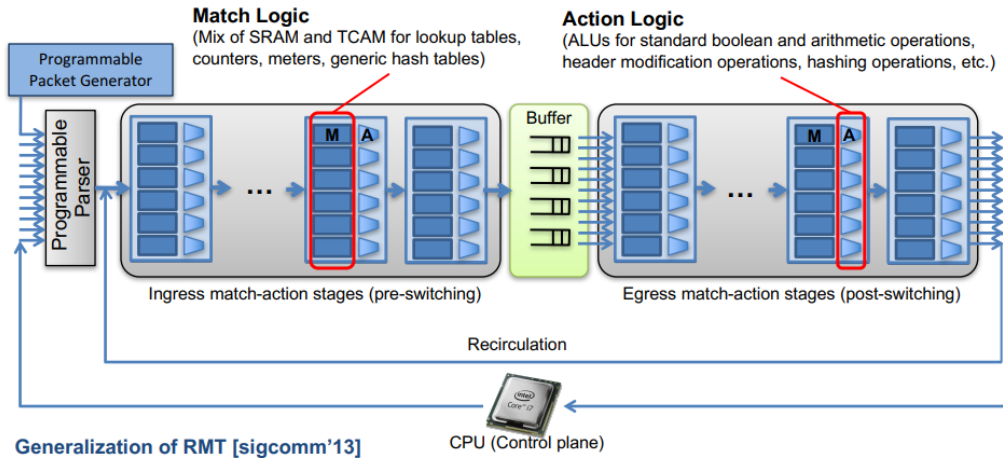 Match Logic
(Mix of SRAM and TCAM for lookup tables,
counters, meters, generic hash tables)
Action Logic
(ALUs for standard boolean and arithmetic operations,
header modification operations, hashing operations, etc.)
Programmable
Packet Generator
Programmable
Parser
M
A
...
Buffer
M
A
...
Ingress match-action stages (pre-switching)
Egress match-action stages (post-switching)
Recirculation
intel
CORE i7
CPU (Control plane)
Generalization of RMT [sigcomm'13]